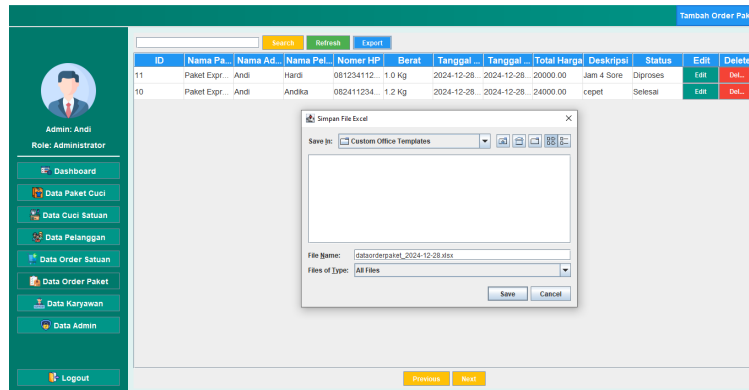 Tambah Order Pak
Search
Refresh
Export
ID Nama Pa... Nama Ad... Nama Pel... Nomer HP Berat Tanggal ... Tanggal ... Total Harga Deskripsi Status Edit Delete
11 Paket Expr... Andi Hardi 081234112... 1.0 Kg 2024-12-28... 2024-12-28... 20000.00 Jam 4 Sore Diproses Edit Del...
10 Paket Expr... Andi Andika 082411234... 1.2 Kg 2024-12-28... 2024-12-28... 24000.00 cepet Selesai Edit Del...
Admin: Andi
Role: Administrator
Dashboard
Data Paket Cuci
Data Cuci Satuan
Data Pelanggan
Data Order Satuan
Data Order Paket
Data Karyawan
Data Admin
Logout
Simpan File Excel
Save In: Custom Office Templates
File Name: dataorderpaket_2024-12-28.xlsx
Files of Type: All Files
Save Cancel
Previous Next